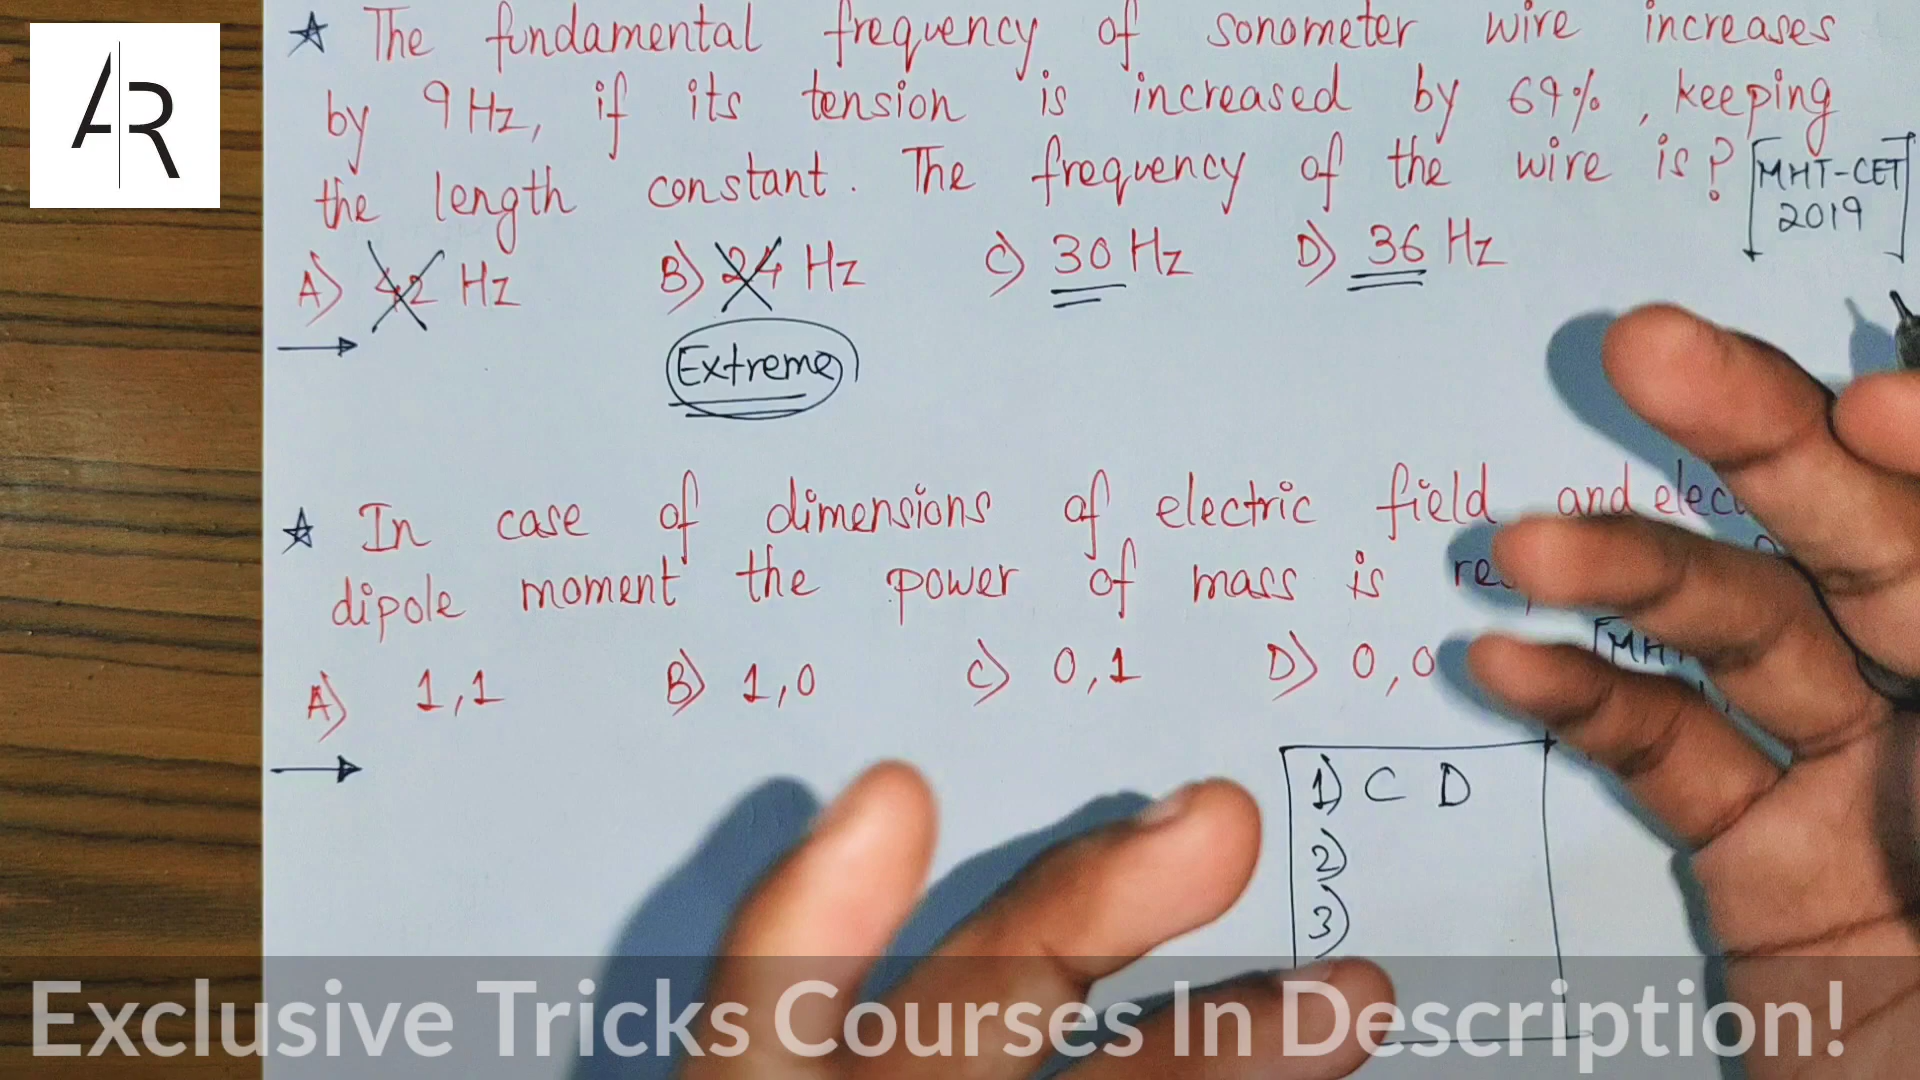 AR
The fundamental frequency of sonometer wire increases
by 9 Hz, if its tension is increased by 69%, keeping
the length constant. The frequency of the wire is?
[MHT-CET
2019]
A) 42 Hz B) 24 Hz C) 30 Hz D) 36 Hz
Extreme
In case of dimensions of electric field and
dipole moment the power of mass is
A) 1,1 B) 1,0 C) 0,1 D) 0,0
1) C D
2)
3)
Exclusive Tricks Courses In Description!